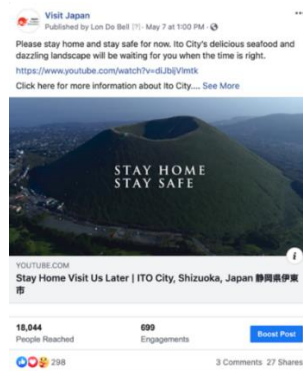 Visit Japan
Published by Lon Do Bell [?] · May 7 at 1:00 PM ·
Please stay home and stay safe for now. Ito City's delicious seafood and
dazzling landscape will be waiting for you when the time is right.
https://www.youtube.com/watch?v=diJbijVlmtk
Click here for more information about Ito City.... See More
STAY HOME
STAY SAFE
YOUTUBE.COM
Stay Home Visit Us Later | ITO City, Shizuoka, Japan 静岡県伊東
市
18,044
People Reached
699
Engagements
Boost Post
298
3 Comments 27 Shares